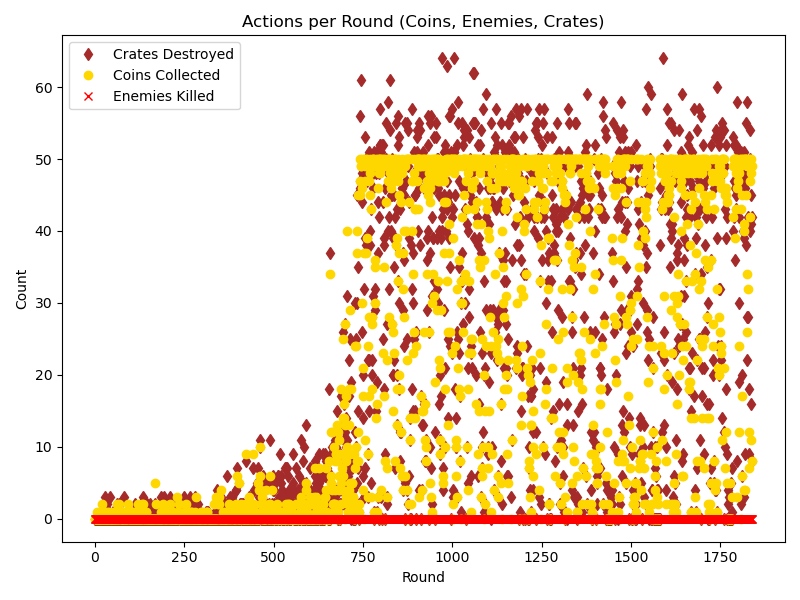 Actions per Round (Coins, Enemies, Crates)
Crates Destroyed
Coins Collected
Enemies Killed
Count
60
50
40
30
20
10
0
0 250 500 750 1000 1250 1500 1750
Round